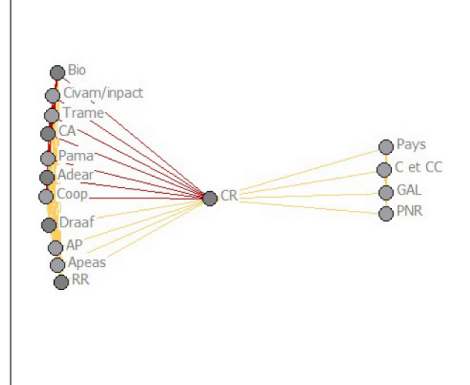 Bio
Civam/inpact
Trame
CA
Pama
Adear
Coop
Draaf
AP
Apeas
RR
CR
Pays
C et CC
GAL
PNR